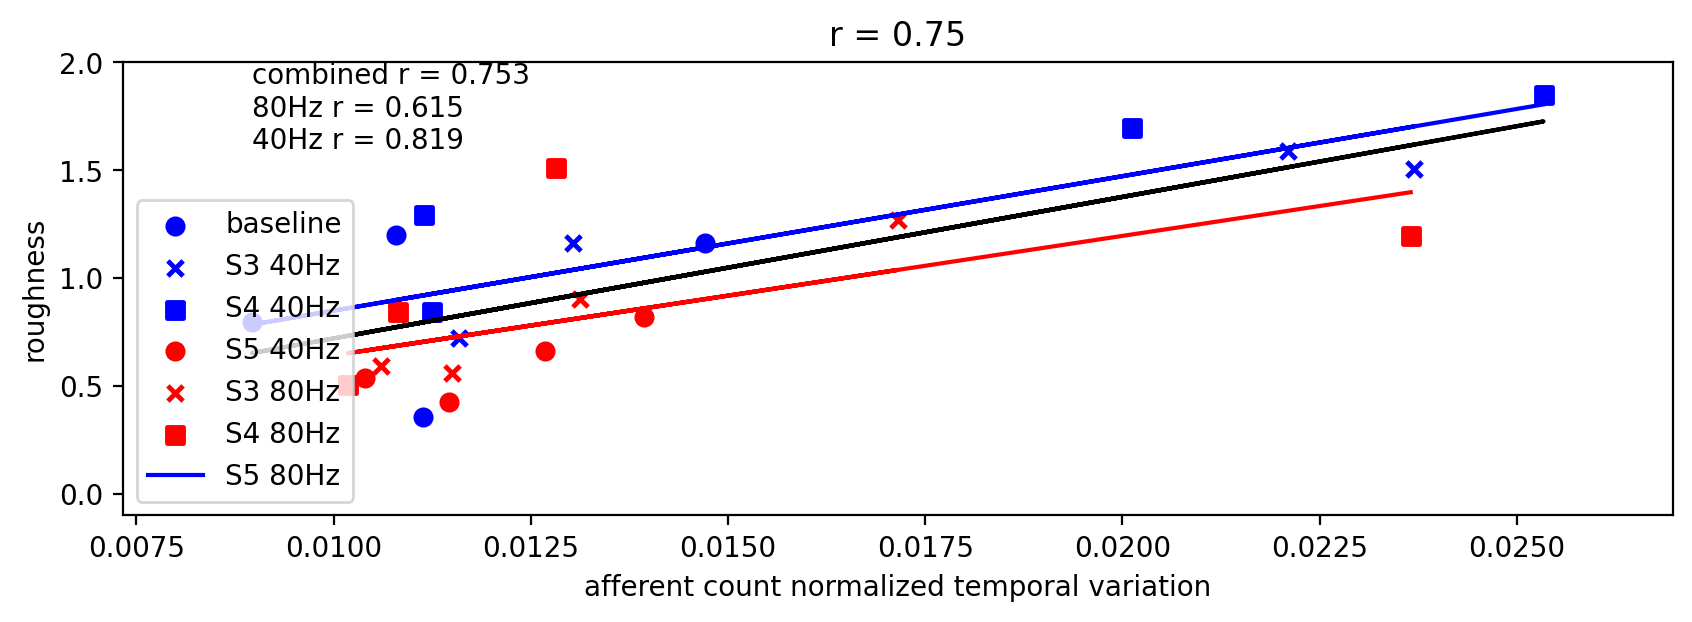 r = 0.75
combined r = 0.753
80Hz r = 0.615
40Hz r = 0.819
2.0
1.5
1.0
0.5
0.0
roughness
baseline
S3 40Hz
S4 40Hz
S5 40Hz
S3 80Hz
S4 80Hz
S5 80Hz
0.0075 0.0100 0.0125 0.0150 0.0175 0.0200 0.0225 0.0250
afferent count normalized temporal variation